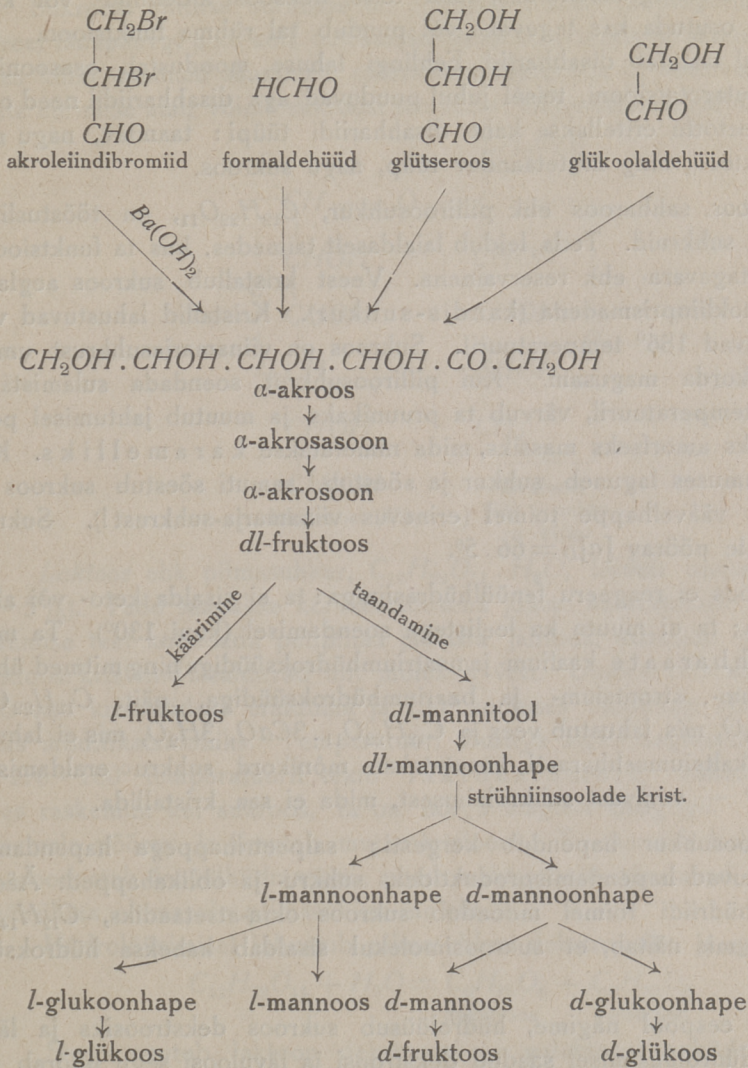 CH₂Br CH₂OH
CHBr HCHO CHOH CH₂OH
CHO CHO CHO
akroleiindibromiid formaldehüüd glütseroos glükoolaldehüüd
Ba(OH)₂
CH₂OH . CHOH . CHOH . CHOH . CO . CH₂OH
α-akroos
α-akrosasoon
α-akrosoon
dl-fruktoos
käärimine taandamine
l-fruktoos dl-mannitool
dl-mannoonhape
strühniinsoolade krist.
l-mannoonhape d-mannoonhape
l-glukoonhape l-mannoos d-mannoos d-glukoonhape
l-glükoos d-fruktoos d-glükoos